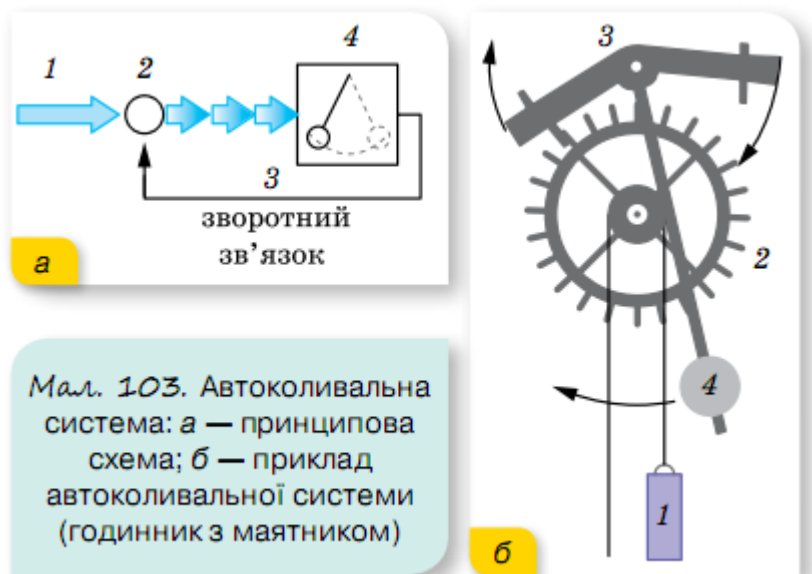 1
2
4
3
зворотний
зв’язок
а
Мал. 103. Автоколивальна
система: а — принципова
схема; б — приклад
автоколивальної системи
(годинник з маятником)
3
2
4
1
б